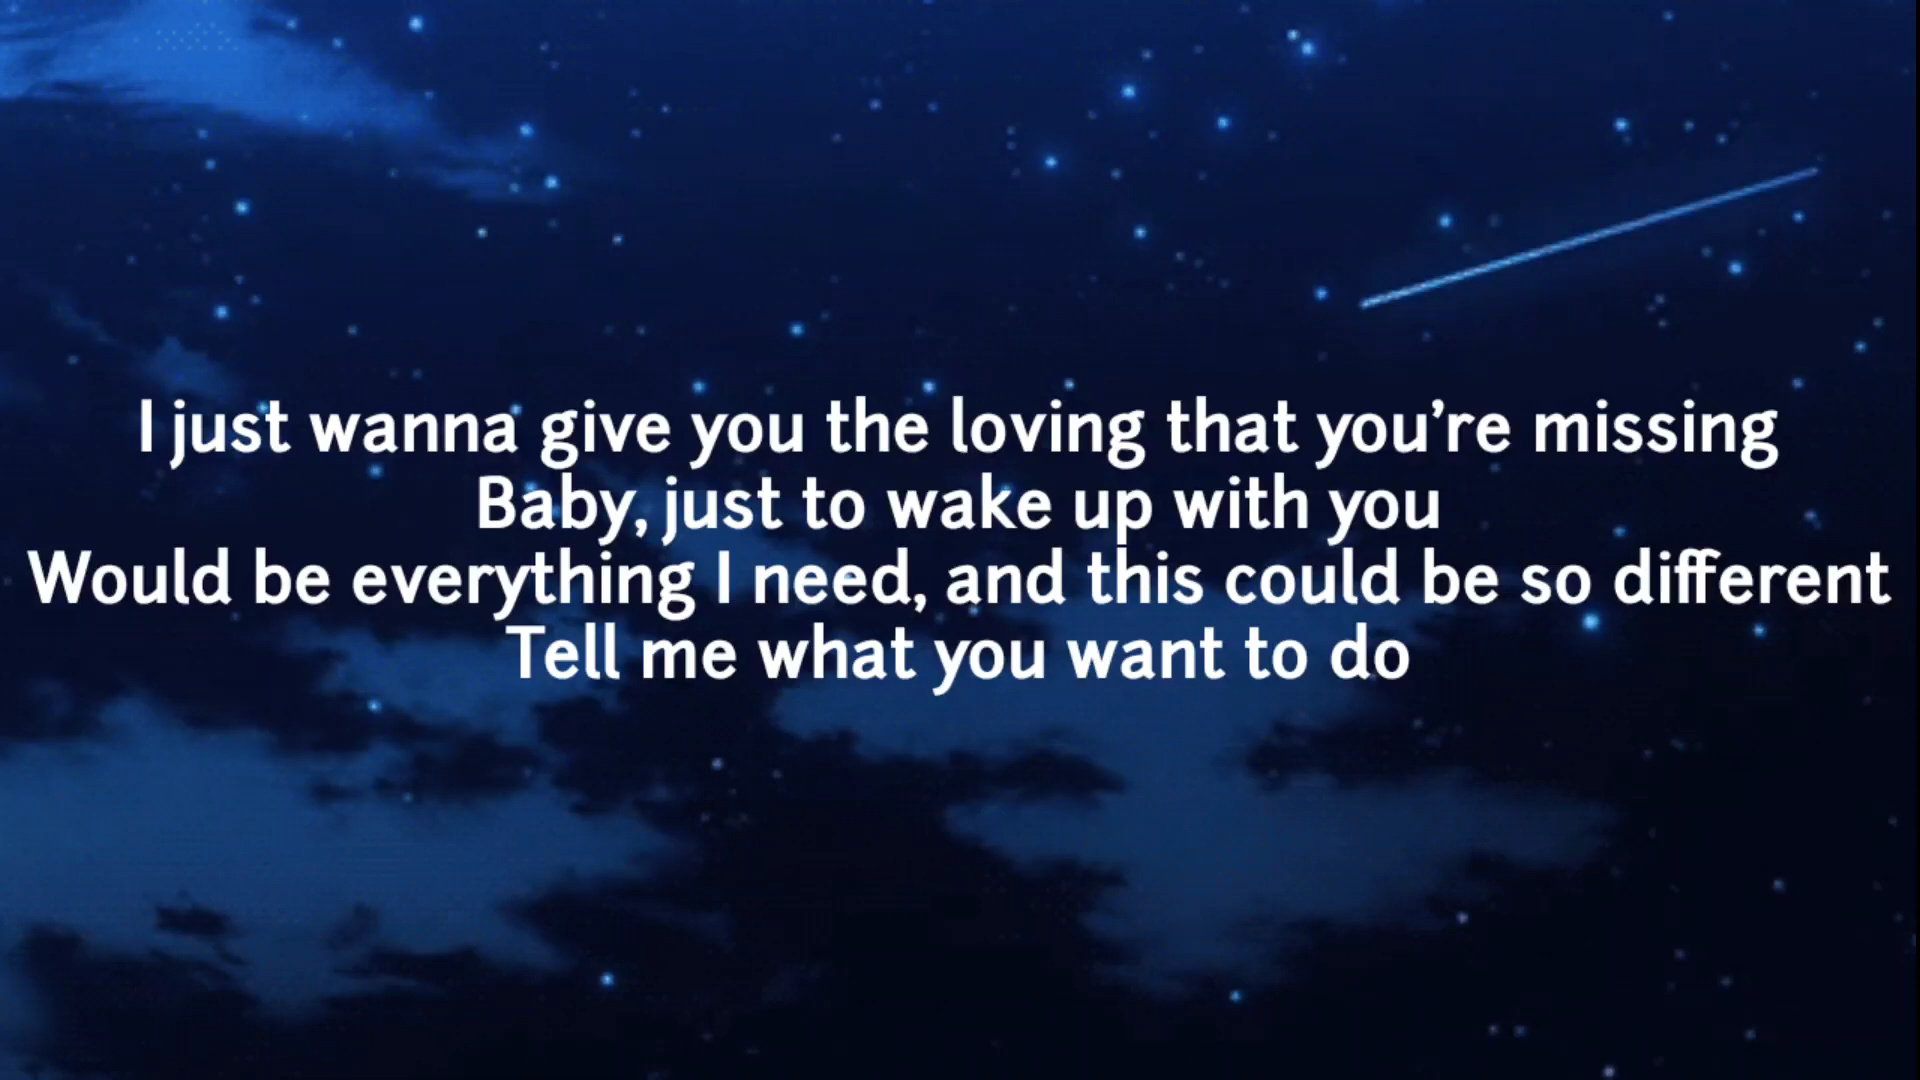 I just wanna give you the loving that you’re missing
Baby, just to wake up with you
Would be everything I need, and this could be so different
Tell me what you want to do